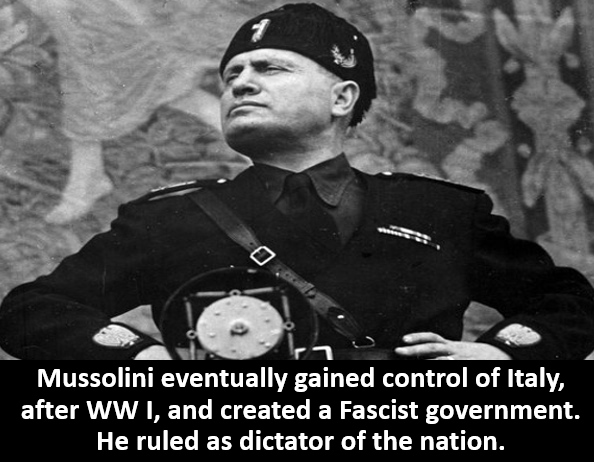 Mussolini eventually gained control of Italy,
after WW I, and created a Fascist government.
He ruled as dictator of the nation.